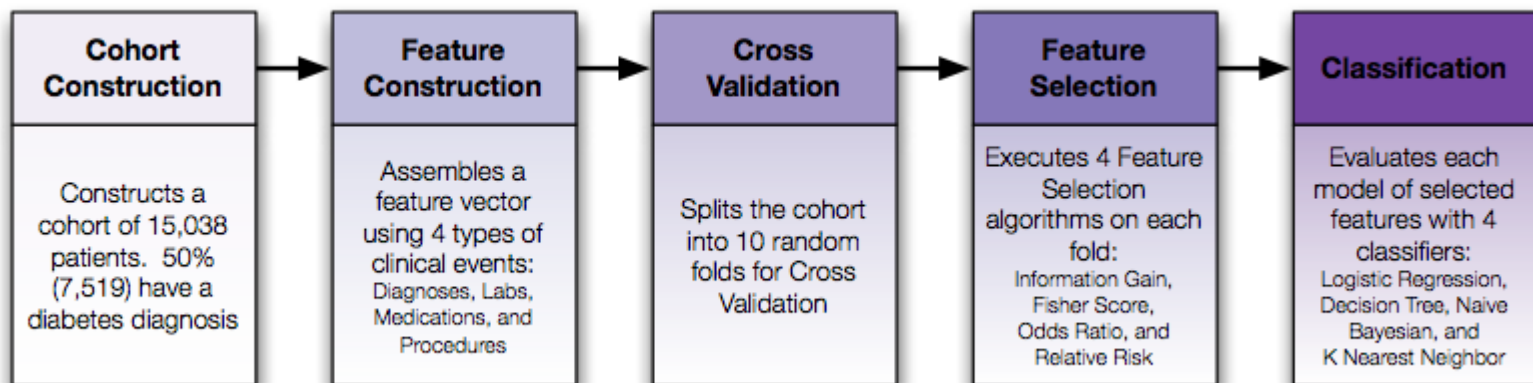 Cohort
Construction
Constructs a
cohort of 15,038
patients. 50%
(7,519) have a
diabetes diagnosis
Feature
Construction
Assembles a
feature vector
using 4 types of
clinical events:
Diagnoses, Labs,
Medications, and
Procedures
Cross
Validation
Splits the cohort
into 10 random
folds for Cross
Validation
Feature
Selection
Executes 4 Feature
Selection
algorithms on each
fold:
Information Gain,
Fisher Score,
Odds Ratio, and
Relative Risk
Classification
Evaluates each
model of selected
features with 4
classifiers:
Logistic Regression,
Decision Tree, Naive
Bayesian, and
K Nearest Neighbor